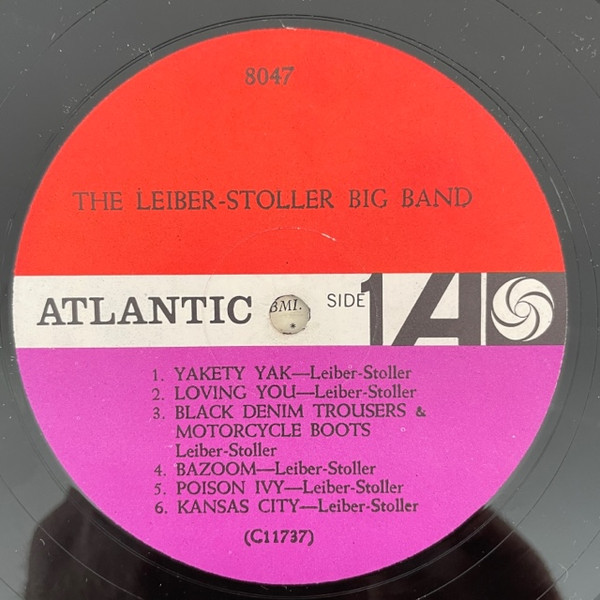 8047
THE LEIBER-STOLLER BIG BAND
ATLANTIC BMI. SIDE 1 A
1. YAKETY YAK—Leiber-Stoller
2. LOVING YOU—Leiber-Stoller
3. BLACK DENIM TROUSERS &
MOTORCYCLE BOOTS
Leiber-Stoller
4. BAZOOM—Leiber-Stoller
5. POISON IVY—Leiber-Stoller
6. KANSAS CITY—Leiber-Stoller
(C11737)